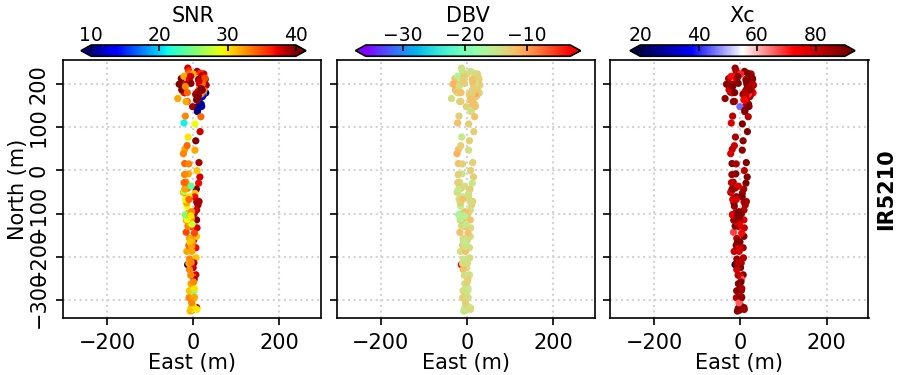 SNR DBV Xc
10 20 30 40 −30 −20 −10 20 40 60 80
North (m)
200
100
0
−100
−200
−300
IR5210
−200 0 200 −200 0 200 −200 0 200
East (m) East (m) East (m)